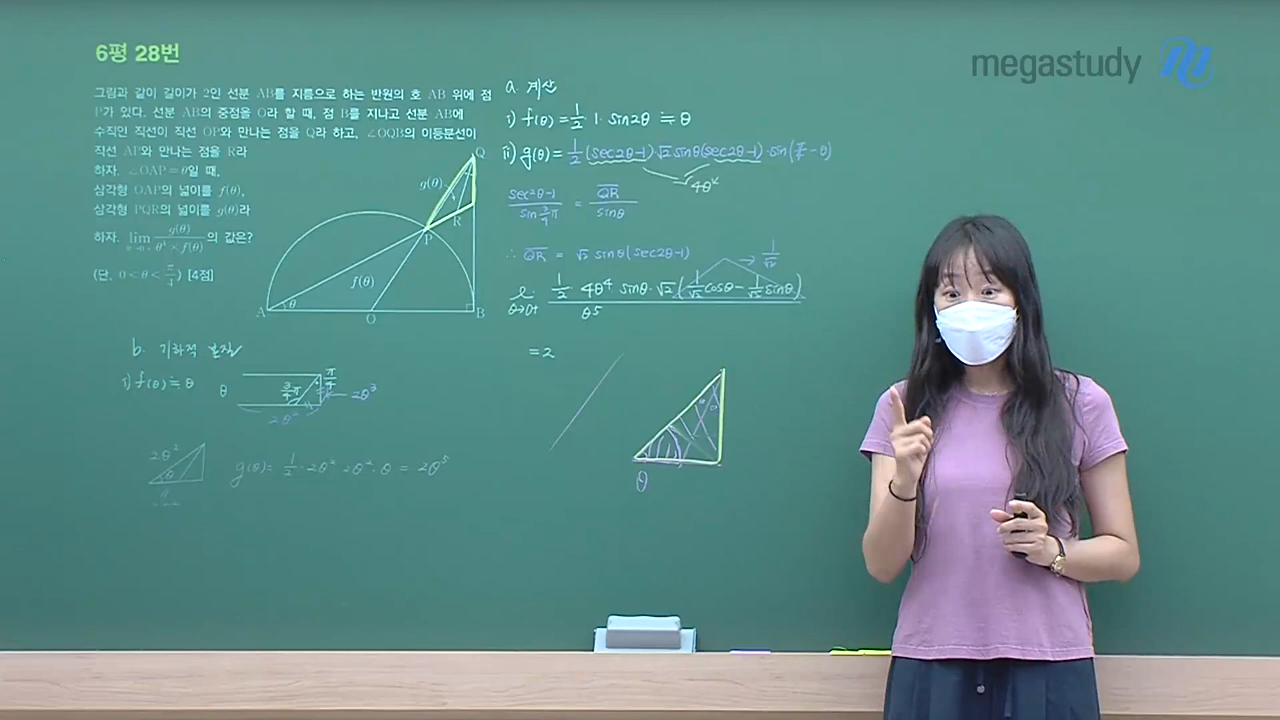 6평 28번
megastudy
그림과 같이 길이가 2인 선분 AB를 지름으로 하는 반원의 호 AB 위에 점
P가 있다. 선분 AB의 중점을 O라 할 때, 점 B를 지나고 선분 AB에
수직인 직선이 직선 OP와 만나는 점을 Q라 하고, ∠OQB의 이등분선이
직선 AP와 만나는 점을 R라
하자. ∠OAP=θ일 때,
삼각형 OAP의 넓이를 f(θ),
삼각형 PQR의 넓이를 g(θ)라
하자. lim θ→0+ g(θ)/(θ⁴×f(θ))의 값은?
(단, 0<θ<π/4) [4점]
Q
g(θ)
R
P
f(θ)
A θ O B
a. 계산
i) f(θ)=1/2 1·sin2θ ≒ θ
ii) g(θ)=1/2(sec2θ-1)·√2 sinθ(sec2θ-1)·sin(π/4-θ)
(sec2θ-1)/(sin 3/4π) = QR/sinθ
∴ QR = √2 sinθ(sec2θ-1)
→ 1/√2
θ→0+ 1/2·4θ⁴ sinθ·√2(1/√2 cosθ - 1/√2 sinθ)
θ⁵
=2
θ
b. 기하적 본질
i) f(θ)≒θ
θ 3/4π π/4 2θ³
2θ²
2θ²
θ
g(θ)= 1/2·2θ²·2θ²·θ = 2θ⁵